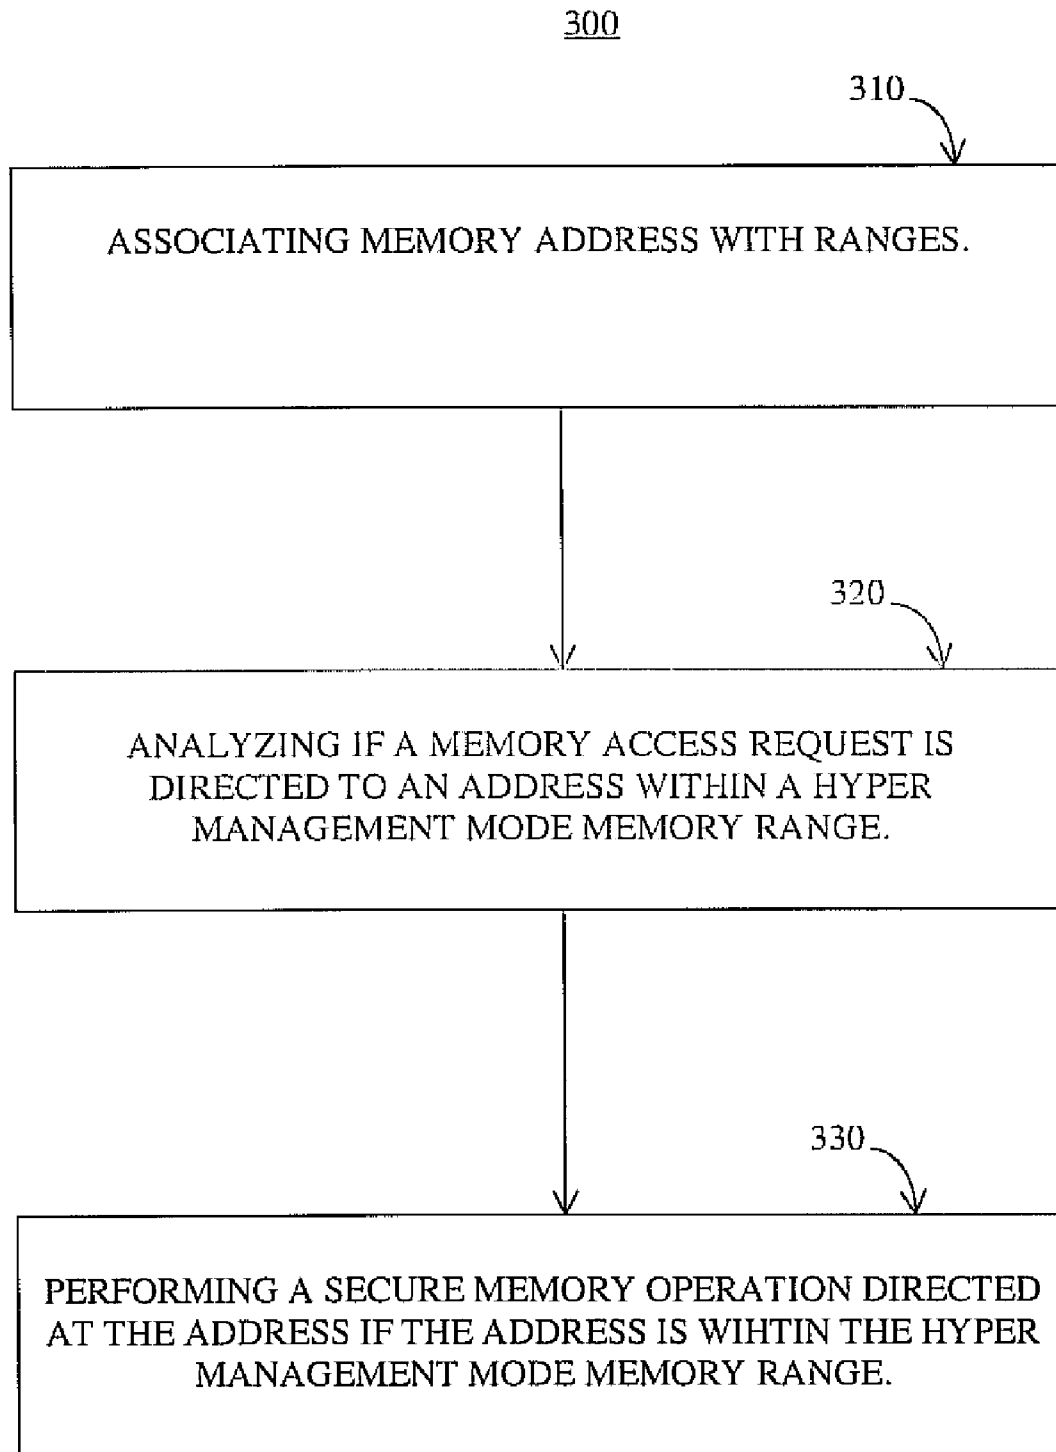 300
310
ASSOCIATING MEMORY ADDRESS WITH RANGES.
320
ANALYZING IF A MEMORY ACCESS REQUEST IS
DIRECTED TO AN ADDRESS WITHIN A HYPER
MANAGEMENT MODE MEMORY RANGE.
330
PERFORMING A SECURE MEMORY OPERATION DIRECTED
AT THE ADDRESS IF THE ADDRESS IS WIHTIN THE HYPER
MANAGEMENT MODE MEMORY RANGE.